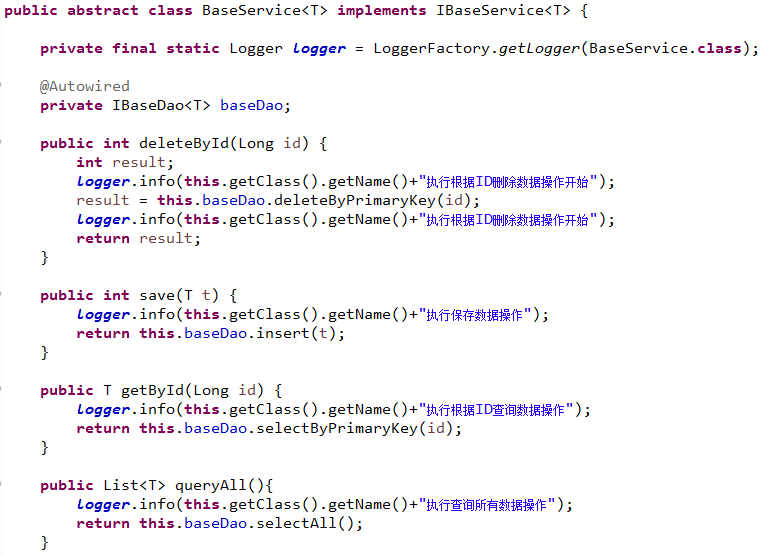 public abstract class BaseService<T> implements IBaseService<T> {
private final static Logger logger = LoggerFactory.getLogger(BaseService.class);
@Autowired
private IBaseDao<T> baseDao;
public int deleteById(Long id) {
int result;
logger.info(this.getClass().getName()+"执行根据ID删除数据操作开始");
result = this.baseDao.deleteByPrimaryKey(id);
logger.info(this.getClass().getName()+"执行根据ID删除数据操作开始");
return result;
}
public int save(T t) {
logger.info(this.getClass().getName()+"执行保存数据操作");
return this.baseDao.insert(t);
}
public T getById(Long id) {
logger.info(this.getClass().getName()+"执行根据ID查询数据操作");
return this.baseDao.selectByPrimaryKey(id);
}
public List<T> queryAll(){
logger.info(this.getClass().getName()+"执行查询所有数据操作");
return this.baseDao.selectAll();
}